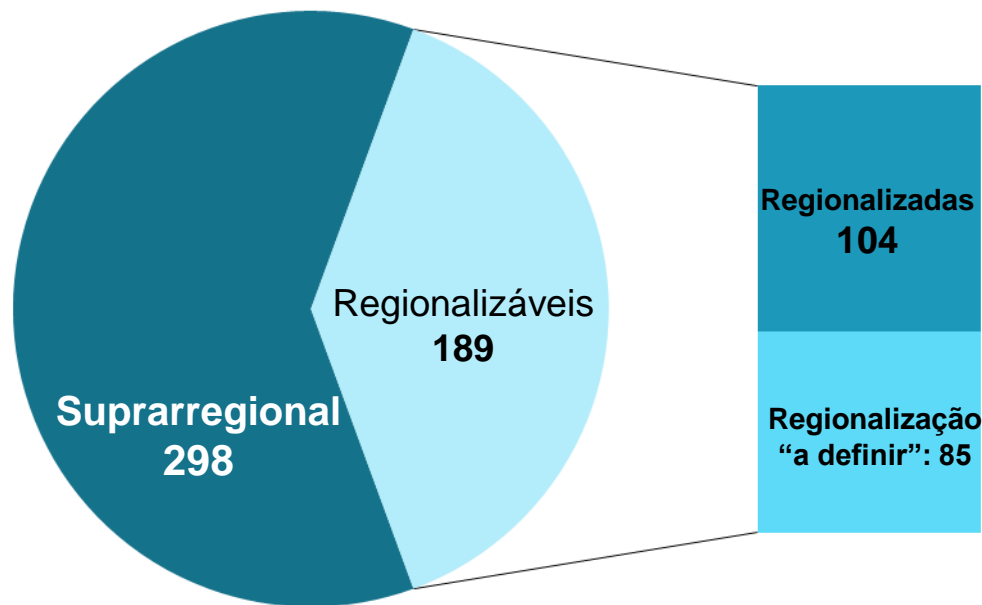 Suprarregional
298
Regionalizáveis
189
Regionalizadas
104
Regionalização
“a definir”: 85